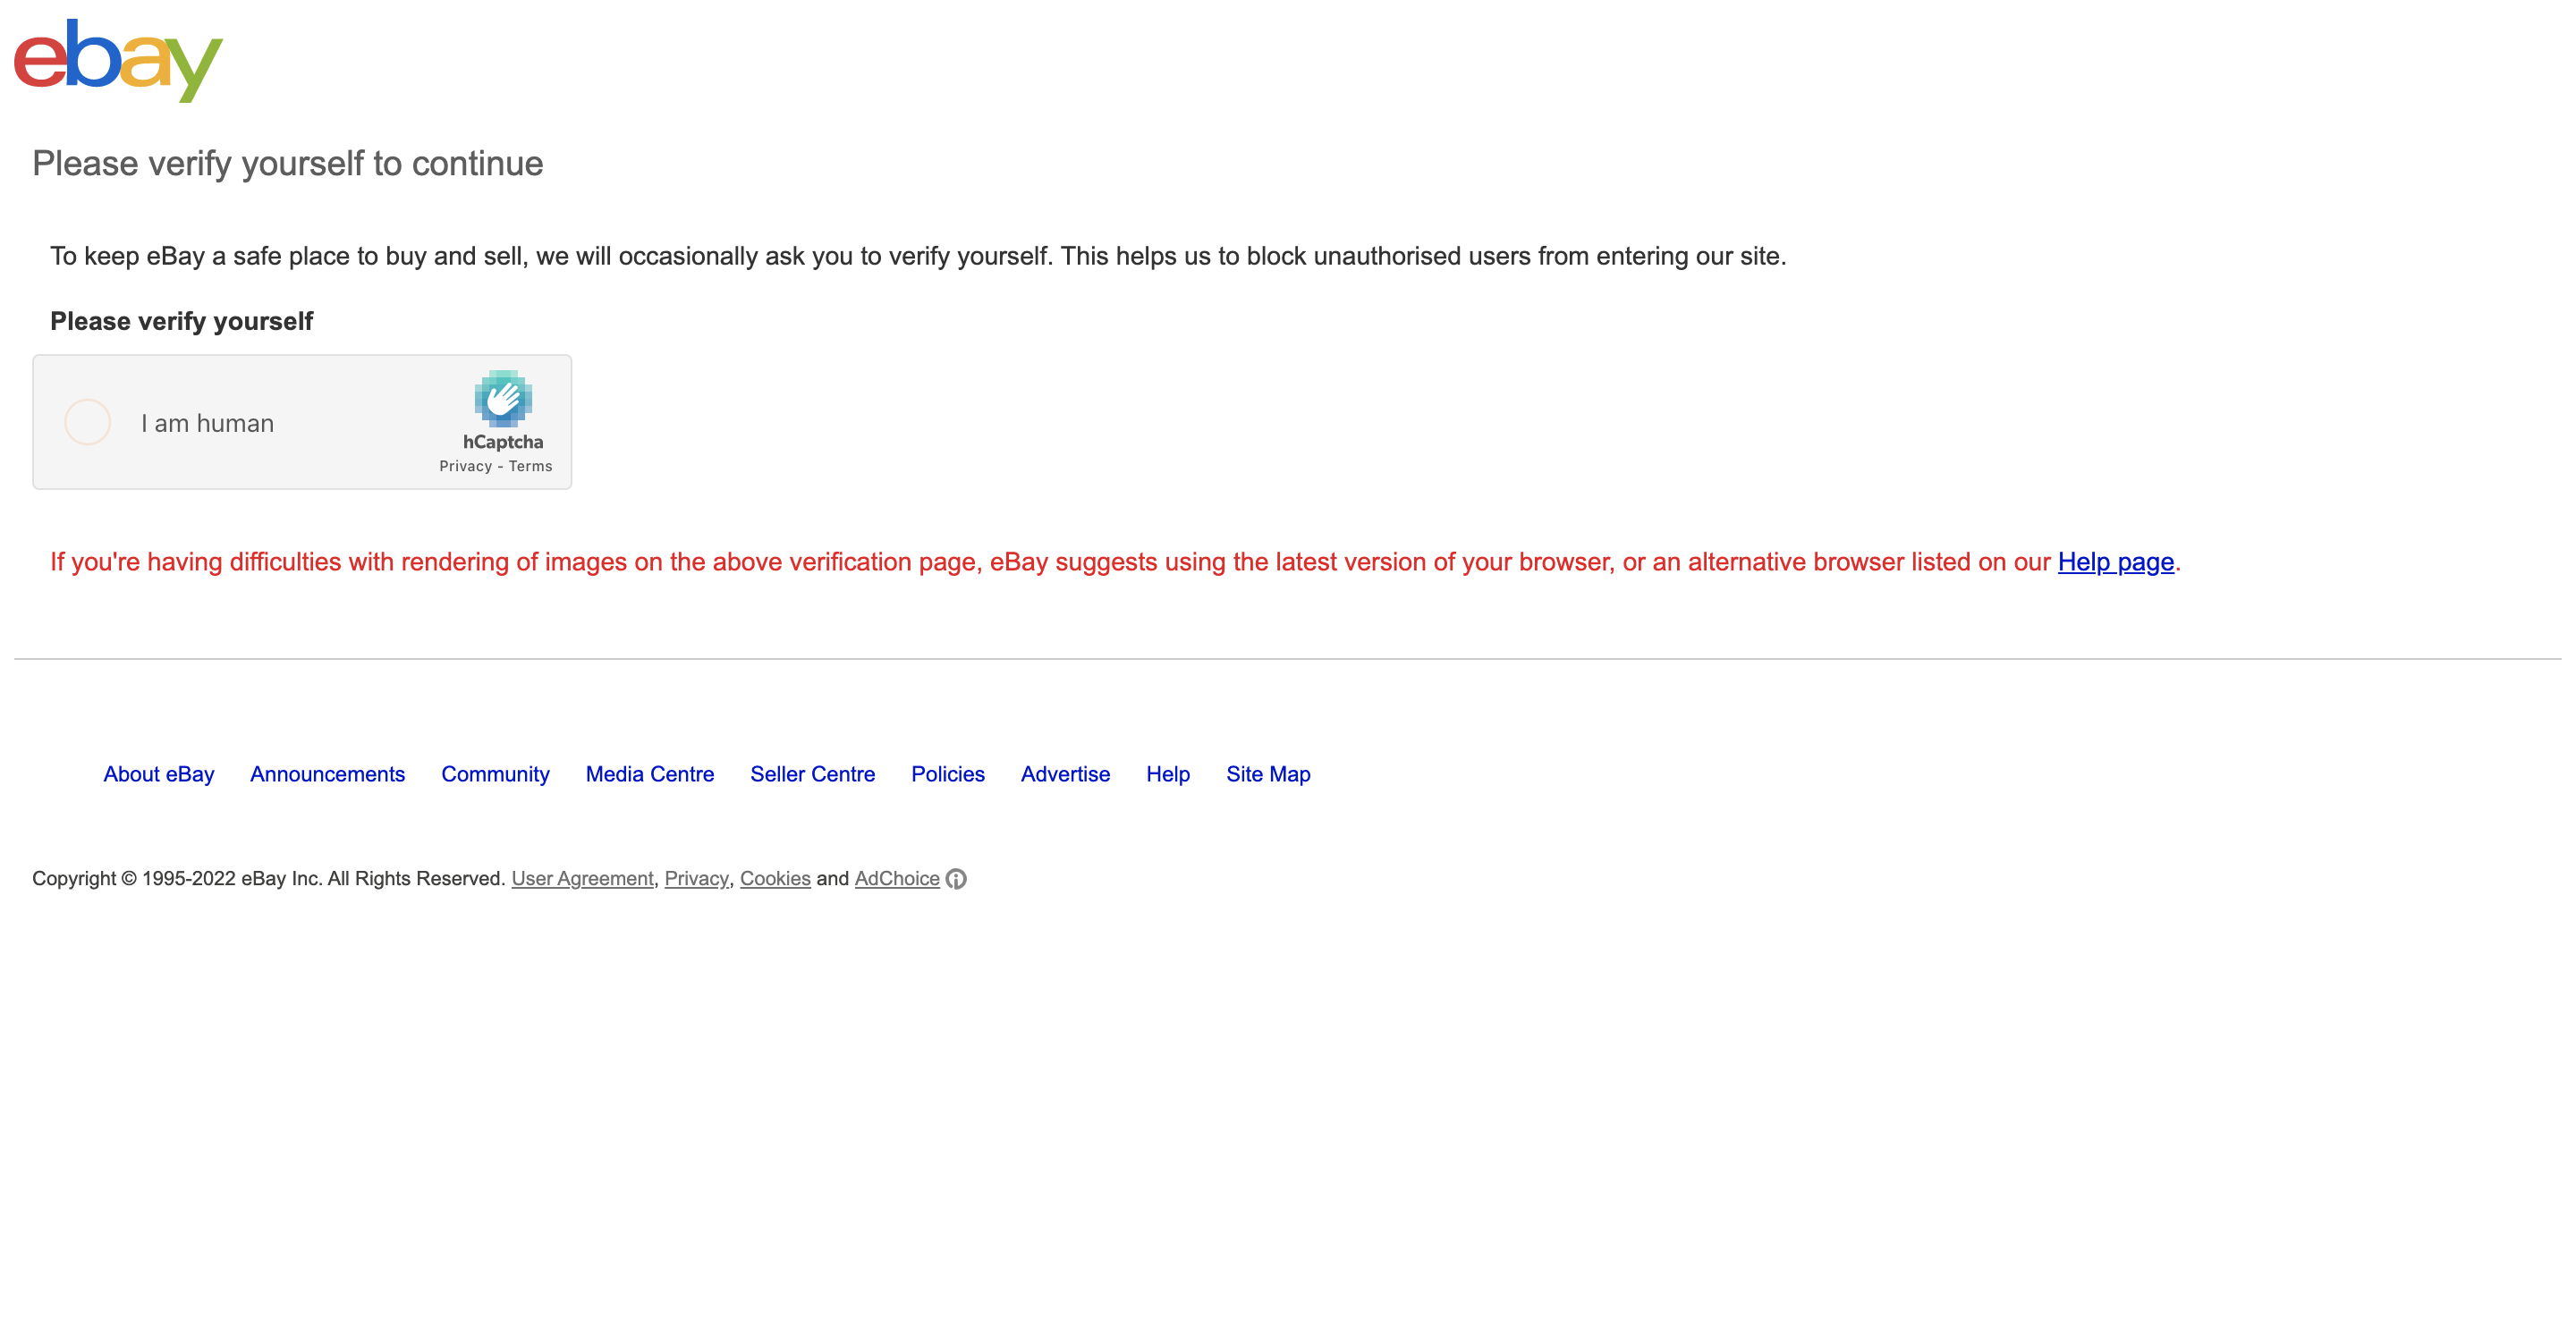 ebay
Please verify yourself to continue
To keep eBay a safe place to buy and sell, we will occasionally ask you to verify yourself. This helps us to block unauthorised users from entering our site.
Please verify yourself
I am human
hCaptcha
Privacy - Terms
If you're having difficulties with rendering of images on the above verification page, eBay suggests using the latest version of your browser, or an alternative browser listed on our Help page.
About eBay Announcements Community Media Centre Seller Centre Policies Advertise Help Site Map
Copyright © 1995-2022 eBay Inc. All Rights Reserved. User Agreement, Privacy, Cookies and AdChoice